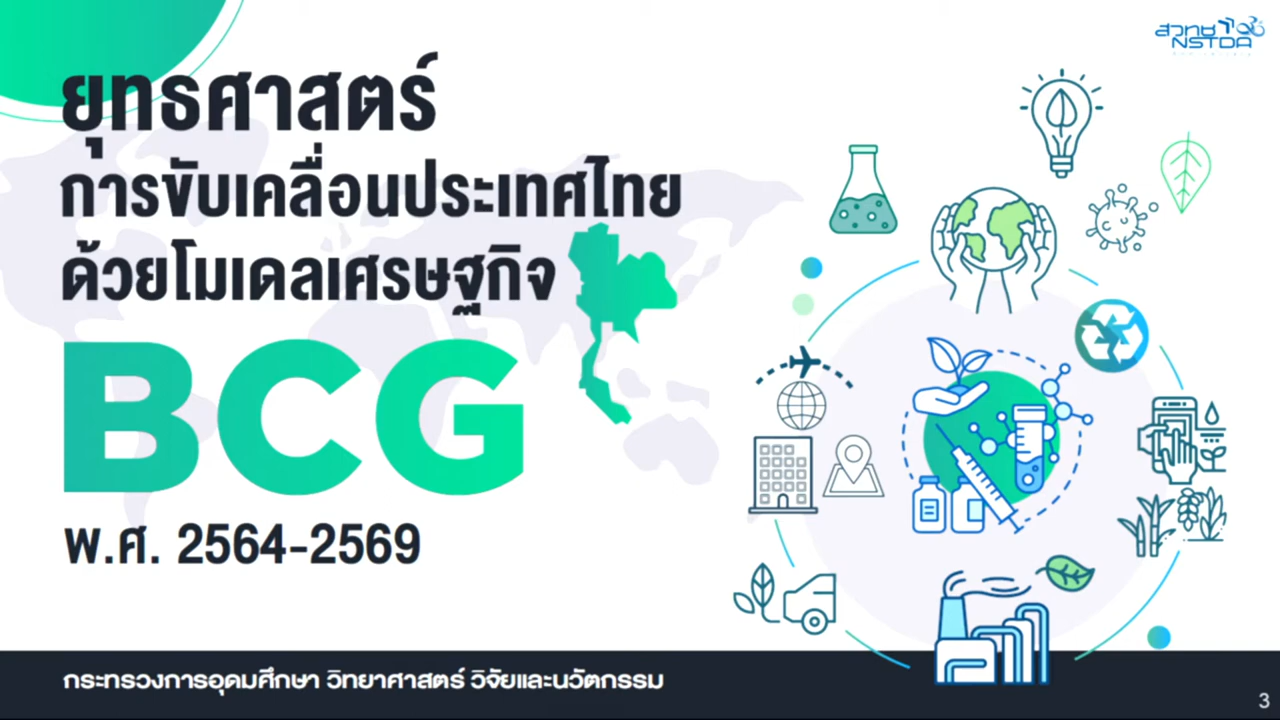 สวทช
NSTDA
ยุทธศาสตร์
การขับเคลื่อนประเทศไทย
ด้วยโมเดลเศรษฐกิจ
BCG
พ.ศ. 2564-2569
กระทรวงการอุดมศึกษา วิทยาศาสตร์ วิจัยและนวัตกรรม
3